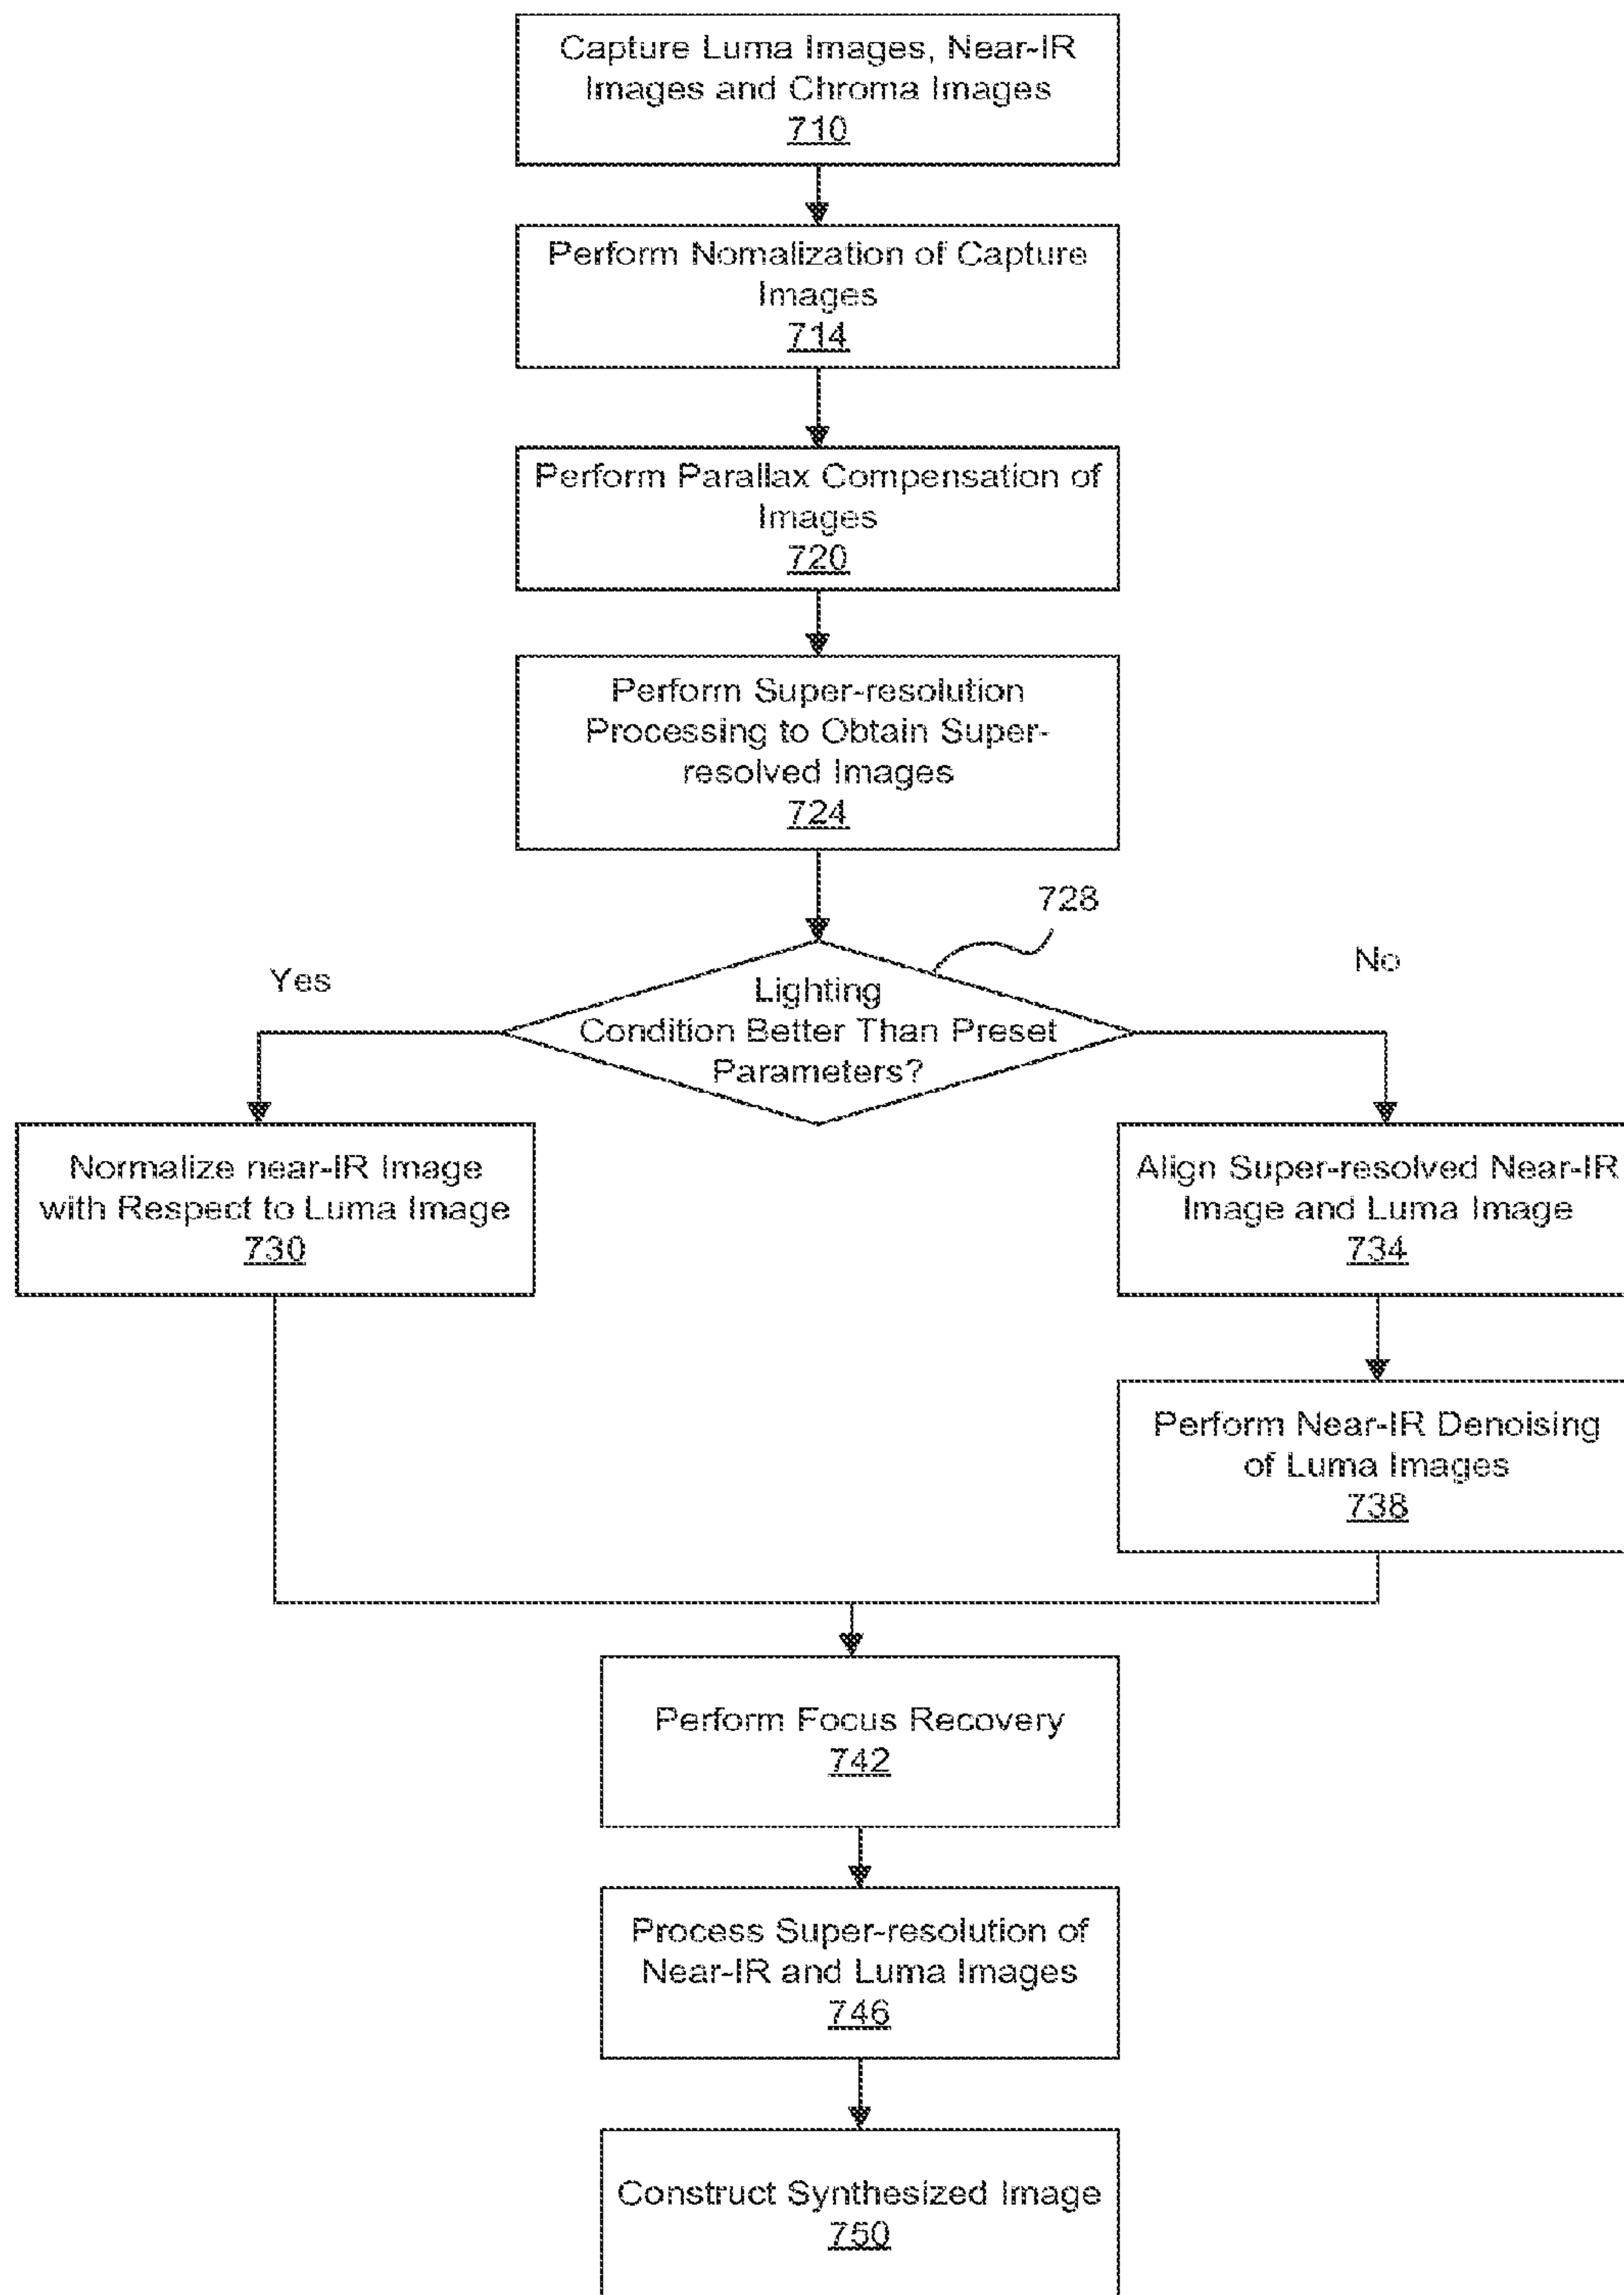 Capture Luma Images, Near-IR
Images and Chroma Images
710
Perform Nomalization of Capture
Images
714
Perform Parallax Compensation of
Images
720
Perform Super-resolution
Processing to Obtain Super-
resolved Images
724
728
Yes
No
Lighting
Condition Better Than Preset
Parameters?
Normalize near-IR Image
with Respect to Luma Image
730
Align Super-resolved Near-IR
Image and Luma Image
734
Perform Near-IR Denoising
of Luma Images
738
Perform Focus Recovery
742
Process Super-resolution of
Near-IR and Luma Images
746
Construct Synthesized Image
750